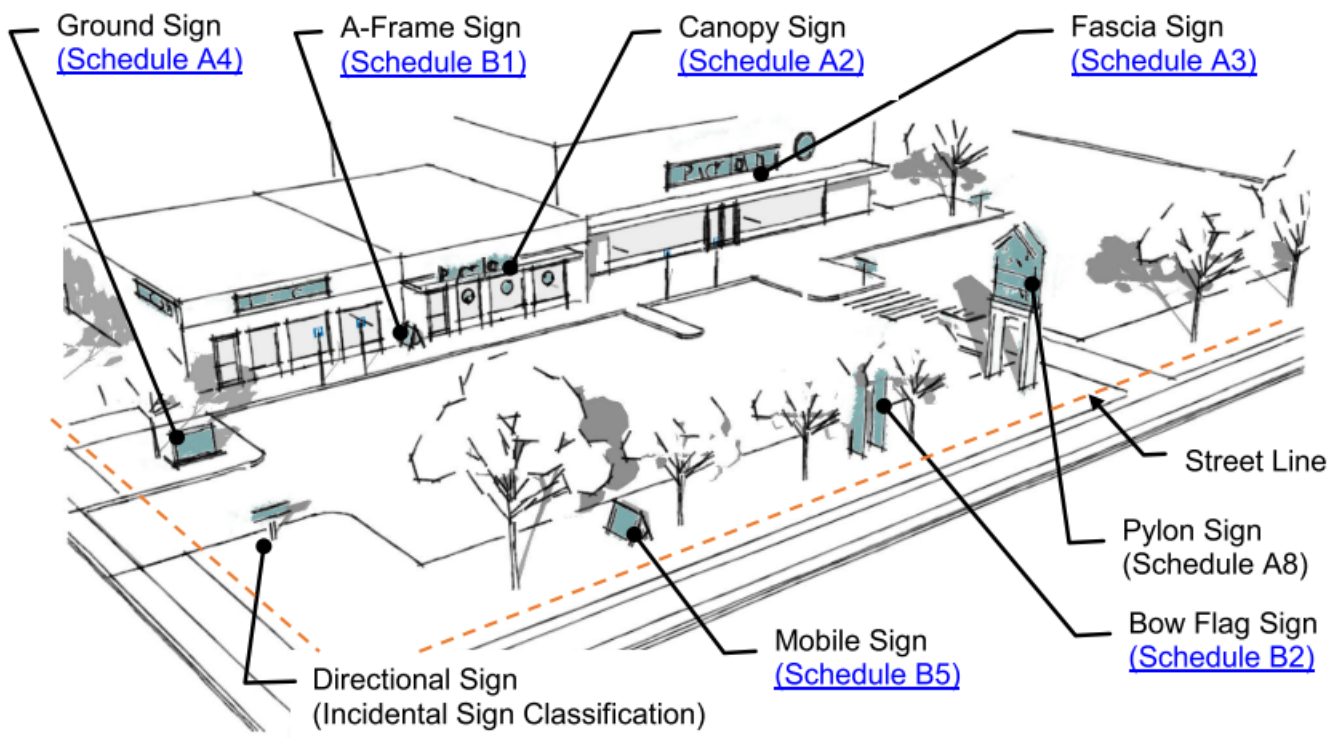 Ground Sign
(Schedule A4)
A-Frame Sign
(Schedule B1)
Canopy Sign
(Schedule A2)
Fascia Sign
(Schedule A3)
Street Line
Pylon Sign
(Schedule A8)
Bow Flag Sign
(Schedule B2)
Mobile Sign
(Schedule B5)
Directional Sign
(Incidental Sign Classification)